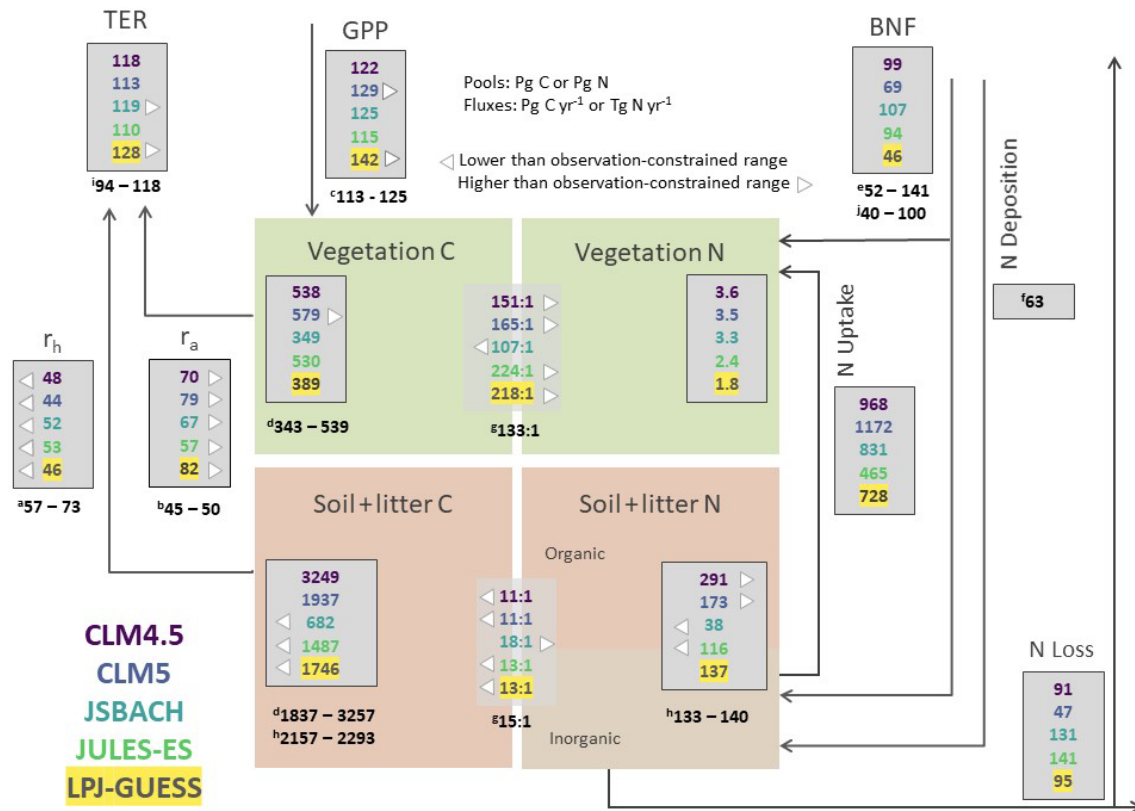 TER
118
113
119
110
128
i94 – 118
GPP
122
129
125
115
142
c113 - 125
Pools: Pg C or Pg N
Fluxes: Pg C yr-1 or Tg N yr-1
Lower than observation-constrained range
Higher than observation-constrained range
BNF
99
69
107
94
46
e52 – 141
j40 – 100
N Deposition
f63
Vegetation C
538
579
349
530
389
d343 – 539
151:1
165:1
107:1
224:1
218:1
g133:1
Vegetation N
3.6
3.5
3.3
2.4
1.8
N Uptake
968
1172
831
465
728
rh
48
44
52
53
46
a57 – 73
ra
70
79
67
57
82
b45 – 50
Soil+litter C
3249
1937
682
1487
1746
d1837 – 3257
h2157 – 2293
11:1
11:1
18:1
13:1
13:1
g15:1
Soil+litter N
Organic
291
173
38
116
137
h133 – 140
Inorganic
N Loss
91
47
131
141
95
CLM4.5
CLM5
JSBACH
JULES-ES
LPJ-GUESS